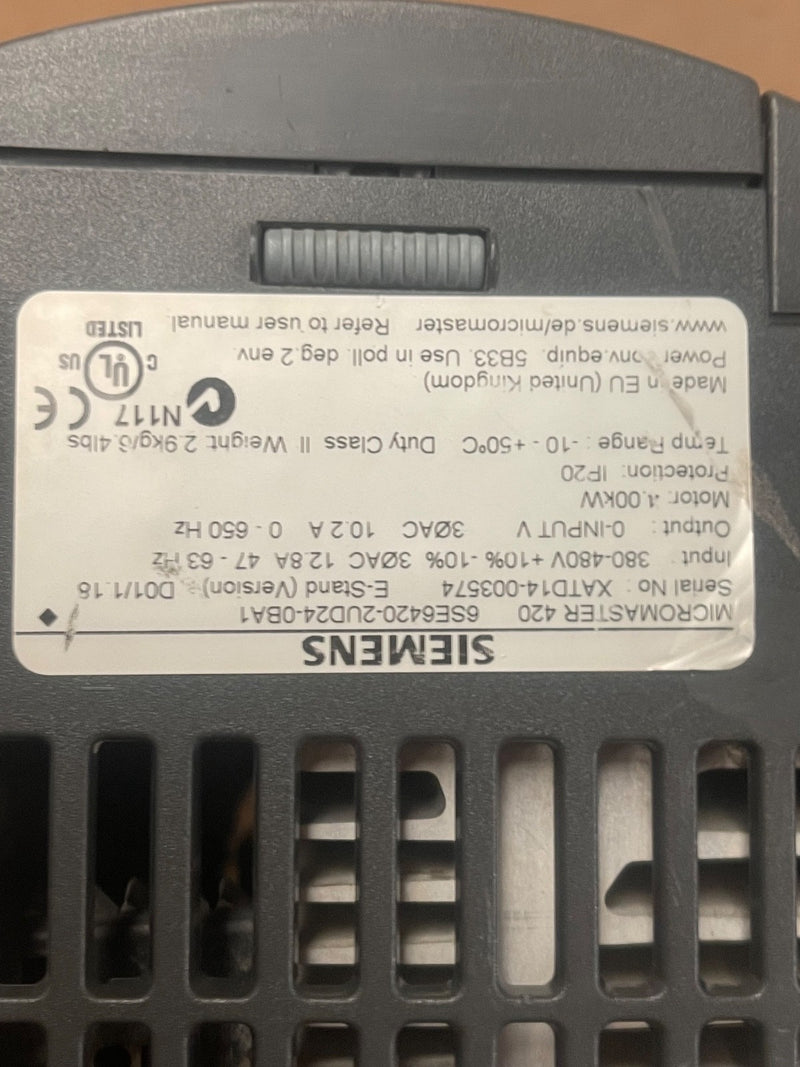 SIEMENS
MICROMASTER 420 6SE6420-2UD24-0BA1
Serial No : XATD14-003574 E-Stand (Version) : D01/1.18
Input : 380-480V +10% -10% 3ØAC 12.8A 47 - 63 Hz
Output : 0-INPUT V 3ØAC 10.2 A 0 - 650 Hz
Motor: 4.00kW
Protection: IP20
Temp Range : -10 - +50°C Duty Class II Weight: 2.9kg/6.4lbs
N117 CE
Made in EU (United Kingdom)
Power conv.equip. 5B33. Use in poll. deg.2 env.
C UL US
www.siemens.de/micromaster Refer to user manual.
LISTED